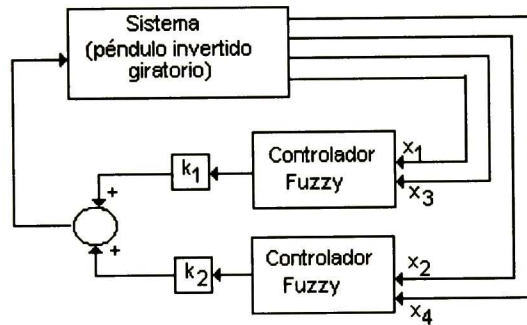 Sistema
(péndulo invertido
giratorio)
Controlador
Fuzzy
k1
x1
x3
+
+
Controlador
Fuzzy
k2
x2
x4